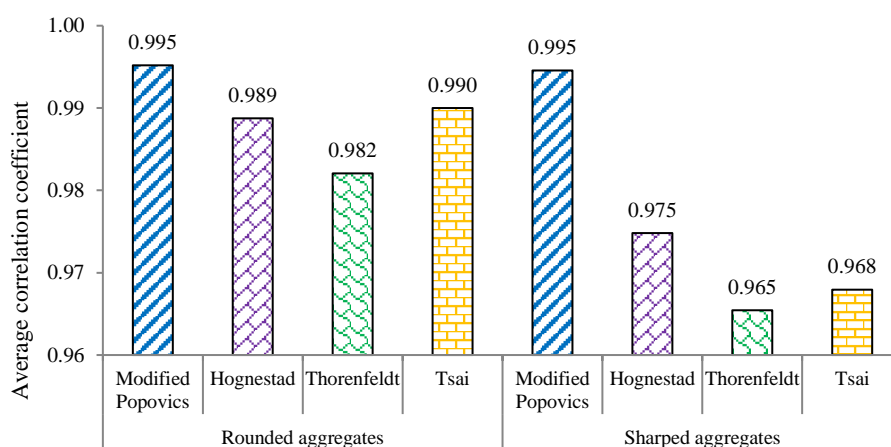 Average correlation coefficient
1.00
0.99
0.98
0.97
0.96
0.995
0.989
0.982
0.990
0.995
0.975
0.965
0.968
Modified
Popovics
Hognestad
Thorenfeldt
Tsai
Modified
Popovics
Hognestad
Thorenfeldt
Tsai
Rounded aggregates
Sharped aggregates